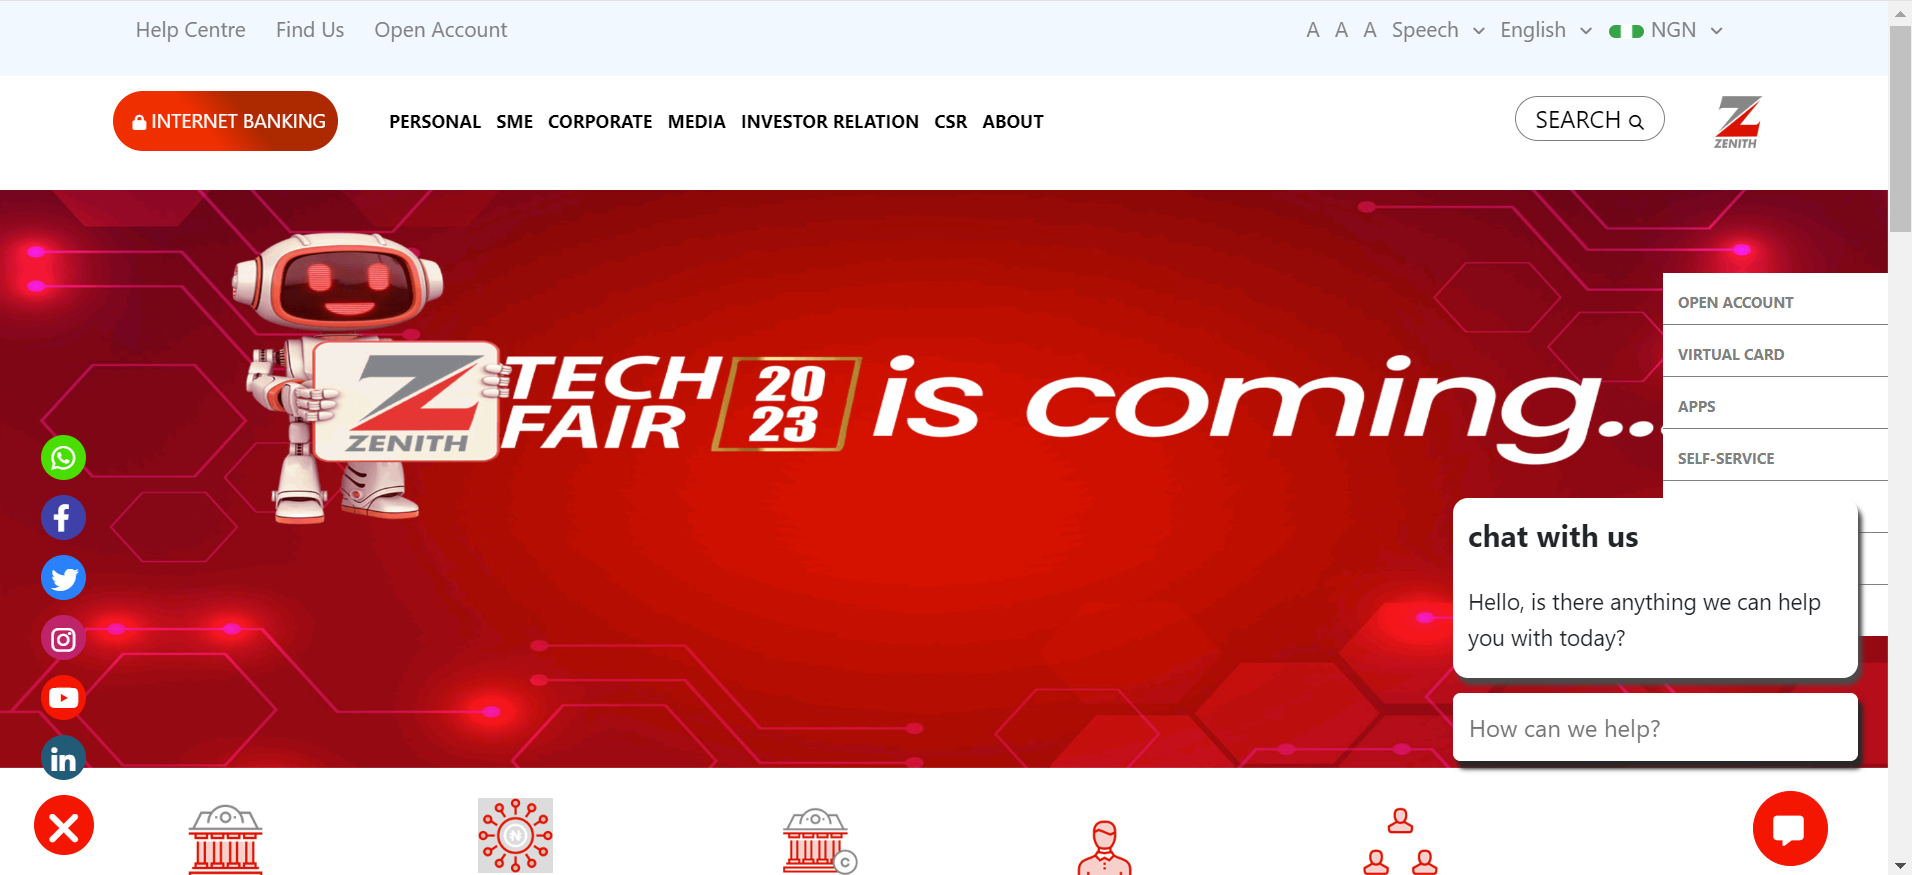 Help Centre Find Us Open Account
A A A Speech English NGN
INTERNET BANKING
PERSONAL SME CORPORATE MEDIA INVESTOR RELATION CSR ABOUT
SEARCH
ZENITH
TECH FAIR 2023 is coming..
ZENITH
OPEN ACCOUNT
VIRTUAL CARD
APPS
SELF-SERVICE
chat with us
Hello, is there anything we can help
you with today?
How can we help?